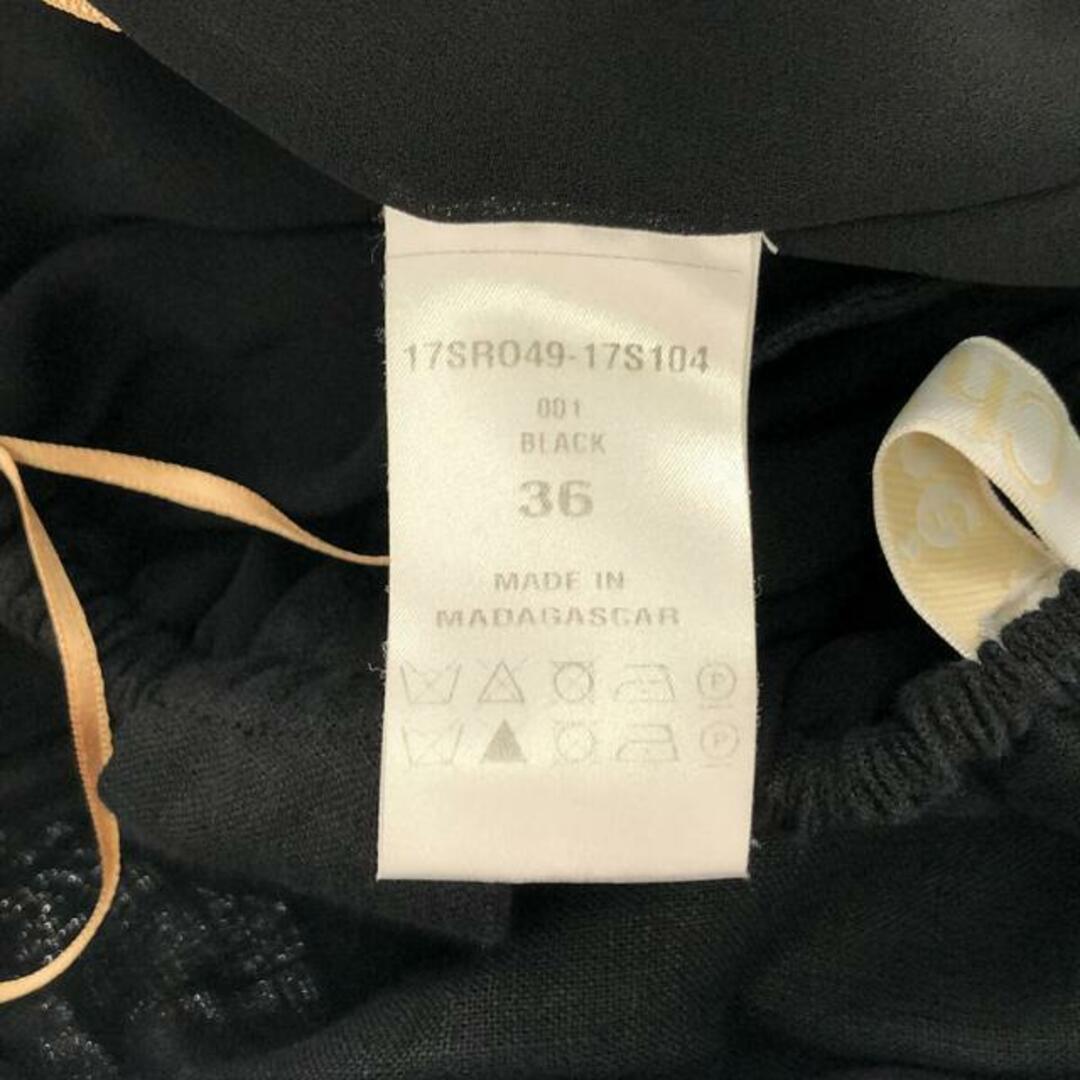 17SRO49-17S104
001
BLACK
36
MADE IN
MADAGASCAR
P
P